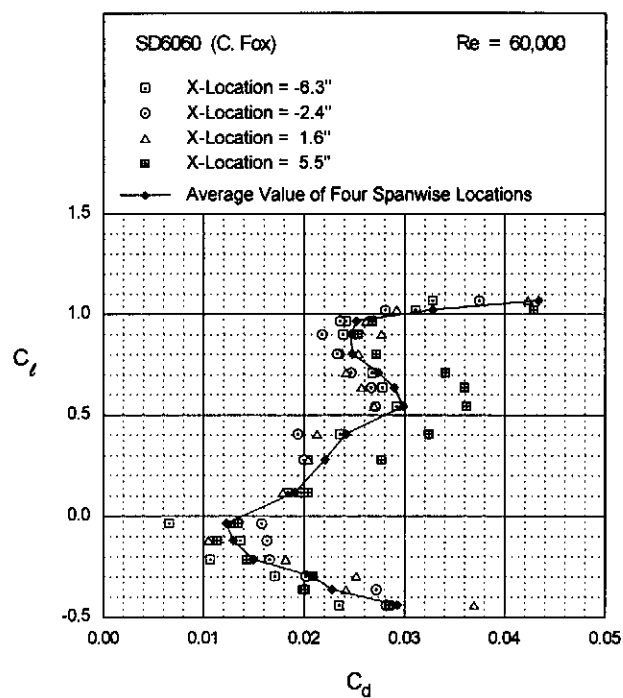 SD6060 (C. Fox) Re = 60,000
X-Location = -6.3"
X-Location = -2.4"
X-Location = 1.6"
X-Location = 5.5"
Average Value of Four Spanwise Locations
1.5
1.0
Cℓ
0.5
0.0
-0.5
0.00 0.01 0.02 0.03 0.04 0.05
Cd